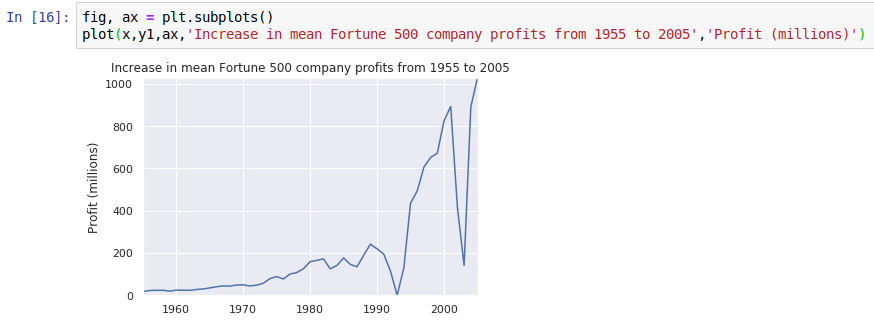 In [16]: fig, ax = plt.subplots()
plot(x,y1,ax,'Increase in mean Fortune 500 company profits from 1955 to 2005','Profit (millions)')
Increase in mean Fortune 500 company profits from 1955 to 2005
1000
800
600
400
200
0
Profit (millions)
1960 1970 1980 1990 2000